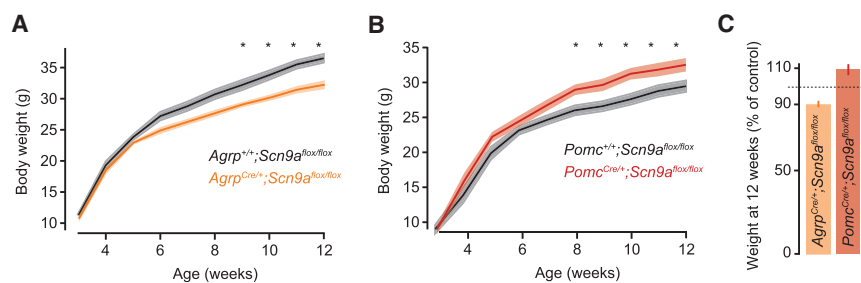 A
Body weight (g)
35
30
25
20
15
10
* * * *
Agrp+/+;Scn9aflox/flox
AgrpCre/+;Scn9aflox/flox
4 6 8 10 12
Age (weeks)
B
Body weight (g)
35
30
25
20
15
10
* * * * *
Pomc+/+;Scn9aflox/flox
PomcCre/+;Scn9aflox/flox
4 6 8 10 12
Age (weeks)
C
Weight at 12 weeks (% of control)
110
90
50
0
AgrpCre/+;Scn9aflox/flox
PomcCre/+;Scn9aflox/flox